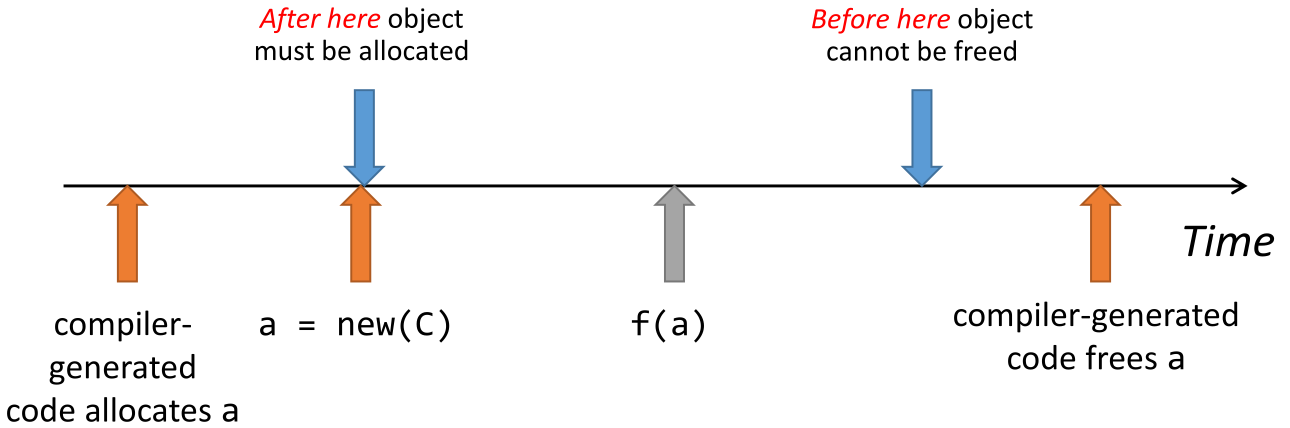 After here object
must be allocated
Before here object
cannot be freed
Time
compiler-
generated
code allocates a
a = new(C)
f(a)
compiler-generated
code frees a